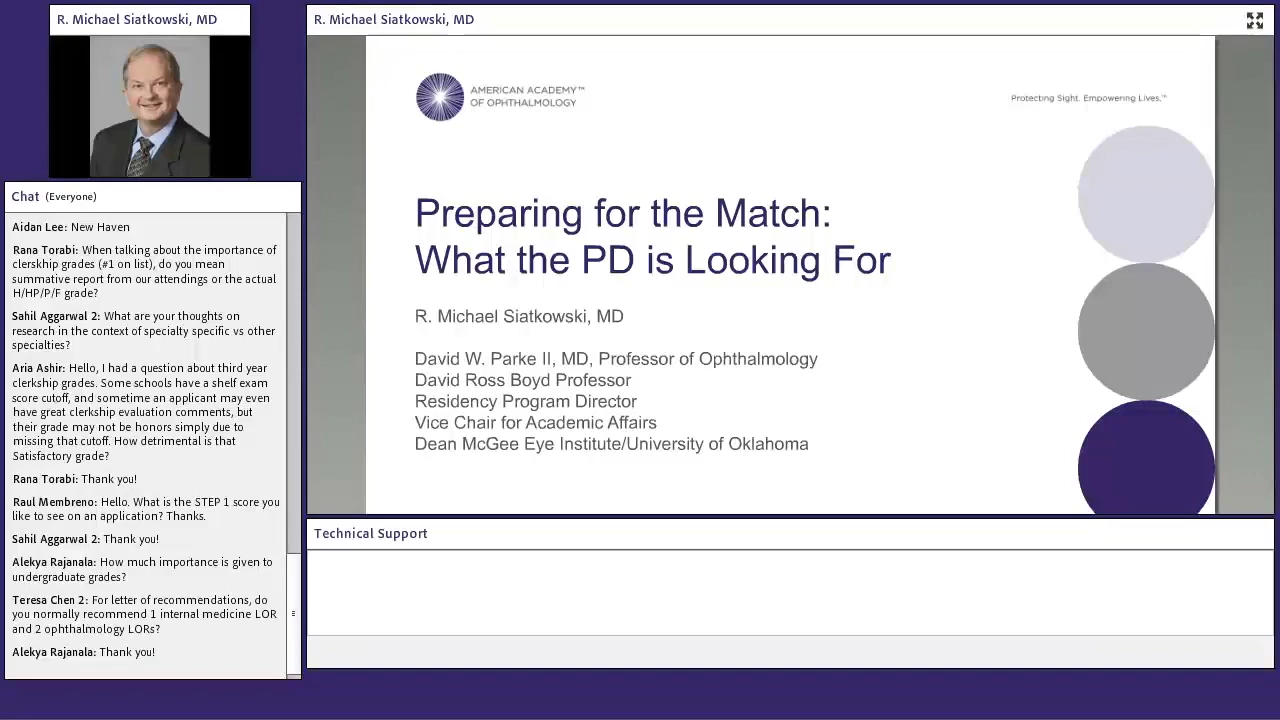 R. Michael Siatkowski, MD
Chat (Everyone)
Aidan Lee: New Haven
Rana Torabi: When talking about the importance of
clerskhip grades (#1 on list), do you mean
summative report from our attendings or the actual
H/HP/P/F grade?
Sahil Aggarwal 2: What are your thoughts on
research in the context of specialty specific vs other
specialties?
Aria Ashir: Hello, I had a question about third year
clerkship grades. Some schools have a shelf exam
score cutoff, and sometime an applicant may even
have great clerkship evaluation comments, but
their grade may not be honors simply due to
missing that cutoff. How detrimental is that
Satisfactory grade?
Rana Torabi: Thank you!
Raul Membreno: Hello. What is the STEP 1 score you
like to see on an application? Thanks.
Sahil Aggarwal 2: Thank you!
Alekya Rajanala: How much importance is given to
undergraduate grades?
Teresa Chen 2: For letter of recommendations, do
you normally recommend 1 internal medicine LOR
and 2 ophthalmology LORs?
Alekya Rajanala: Thank you!
R. Michael Siatkowski, MD
AMERICAN ACADEMY™
OF OPHTHALMOLOGY
Protecting Sight. Empowering Lives.™
Preparing for the Match:
What the PD is Looking For
R. Michael Siatkowski, MD
David W. Parke II, MD, Professor of Ophthalmology
David Ross Boyd Professor
Residency Program Director
Vice Chair for Academic Affairs
Dean McGee Eye Institute/University of Oklahoma
Technical Support